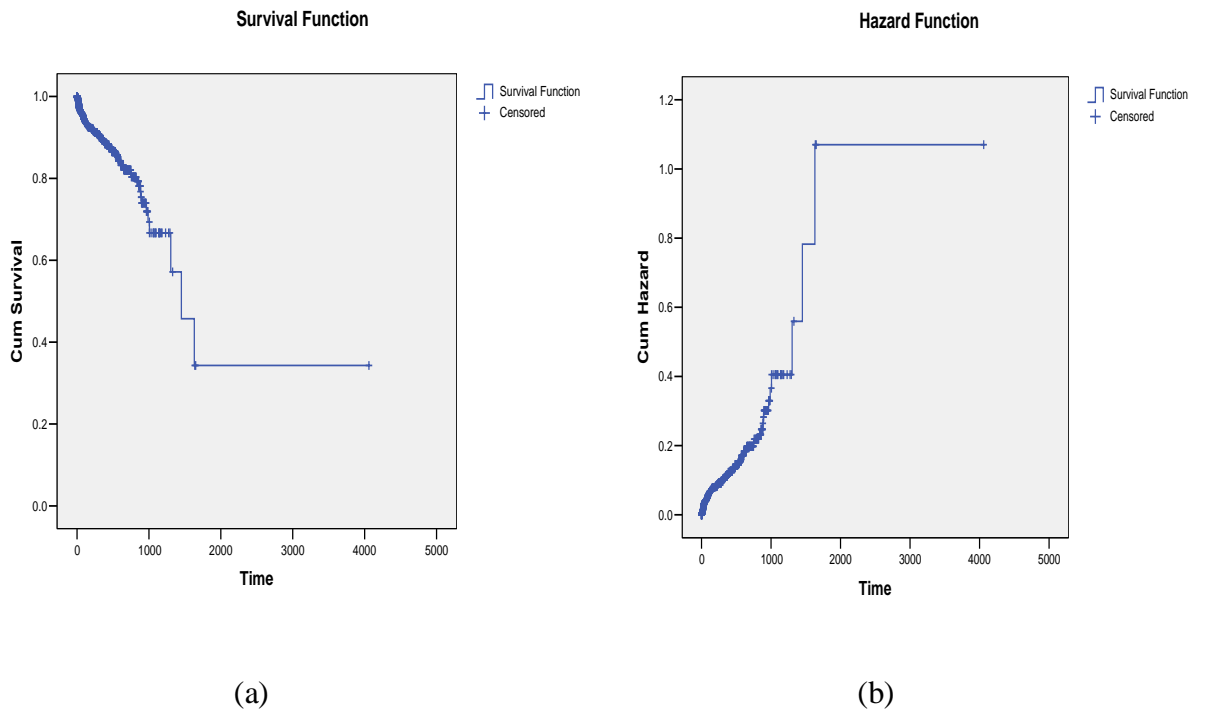 Survival Function
Cum Survival
1.0
0.8
0.6
0.4
0.2
0.0
0 1000 2000 3000 4000 5000
Time
Survival Function
Censored
(a)
Hazard Function
Cum Hazard
1.2
1.0
0.8
0.6
0.4
0.2
0.0
0 1000 2000 3000 4000 5000
Time
Survival Function
Censored
(b)